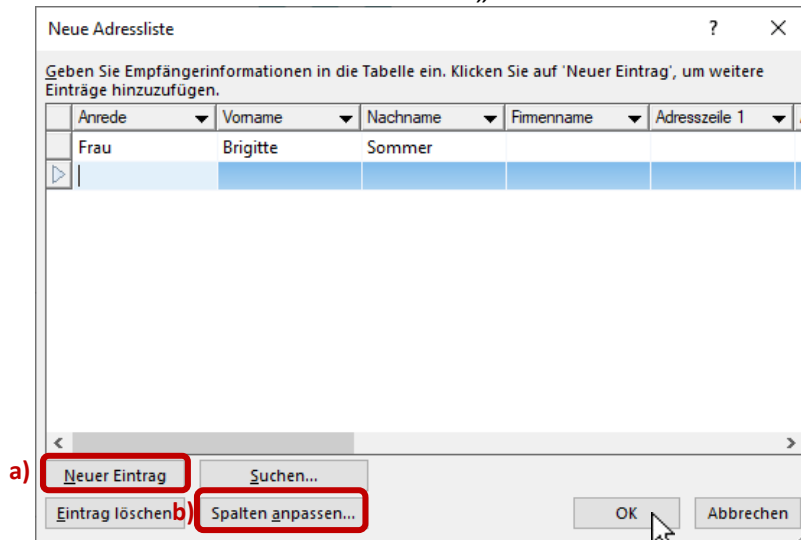 „
Neue Adressliste ?
Geben Sie Empfängerinformationen in die Tabelle ein. Klicken Sie auf 'Neuer Eintrag', um weitere
Einträge hinzuzufügen.
Anrede Vorname Nachname Firmenname Adresszeile 1
Frau Brigitte Sommer
a) Neuer Eintrag Suchen...
Eintrag löschen b) Spalten anpassen... OK Abbrechen